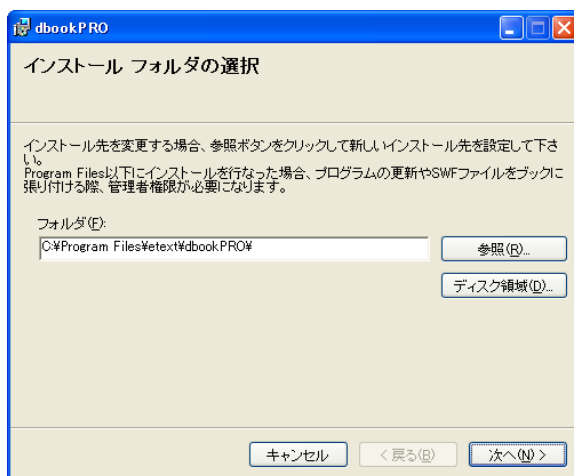 dbookPRO
インストール フォルダの選択
インストール先を変更する場合、参照ボタンをクリックして新しいインストール先を設定して下さ
い。
Program Files以下にインストールを行なった場合、プログラムの更新やSWFファイルをブックに
張り付ける際、管理者権限が必要になります。
フォルダ(F):
C:¥Program Files¥etext¥dbookPRO¥
参照(R)...
ディスク領域(D)...
キャンセル
< 戻る(B)
次へ(N) >